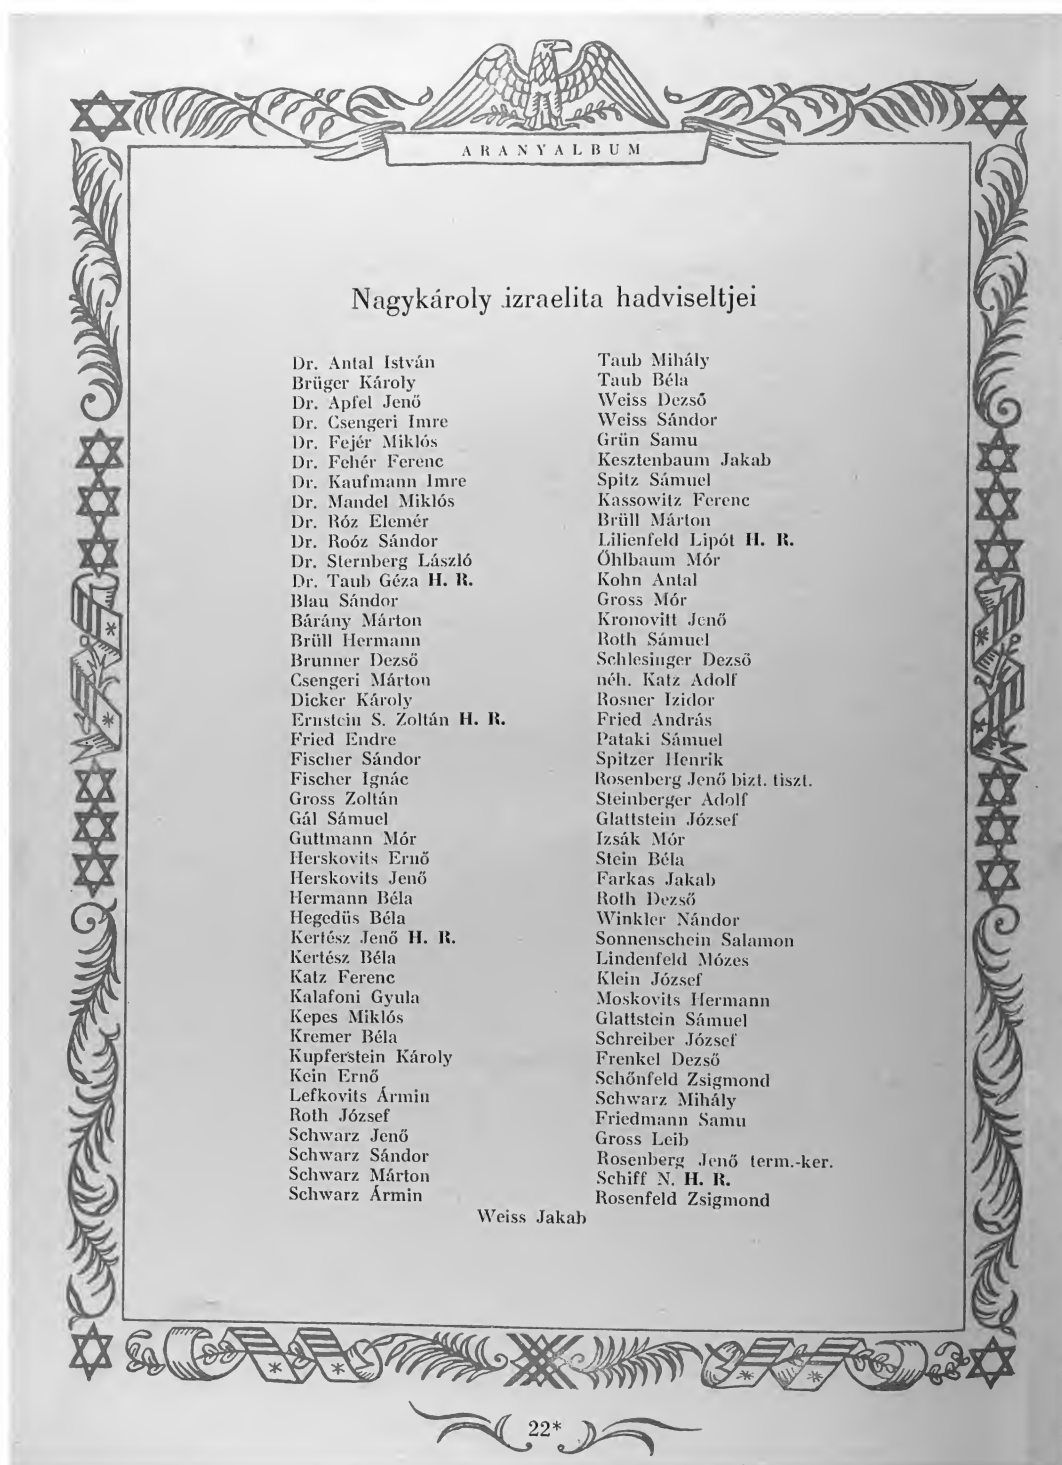 ARANYALBUM
Nagykároly izraelita hadviseltjei
Dr. Antal István
Brüger Károly
Dr. Apfel Jenő
Dr. Csengeri Imre
Dr. Fejér Miklós
Dr. Fehér Ferenc
Dr. Kaufmann Imre
Dr. Mandel Miklós
Dr. Róz Elemér
Dr. Roóz Sándor
Dr. Sternberg László
Dr. Taub Géza H. R.
Blau Sándor
Bárány Márton
Brüll Hermann
Brunner Dezső
Csengeri Márton
Dicker Károly
Ernstein S. Zoltán H. R.
Fried Endre
Fischer Sándor
Fischer Ignác
Gross Zoltán
Gál Sámuel
Guttmann Mór
Herskovits Ernő
Herskovits Jenő
Hermann Béla
Hegedüs Béla
Kertész Jenő H. R.
Kertész Béla
Katz Ferenc
Kalafoni Gyula
Kepes Miklós
Kremer Béla
Kupferstein Károly
Kein Ernő
Lefkovits Ármin
Roth József
Schwarz Jenő
Schwarz Sándor
Schwarz Márton
Schwarz Ármin
Taub Mihály
Taub Béla
Weiss Dezső
Weiss Sándor
Grün Samu
Kesztenbaum Jakab
Spitz Sámuel
Kassowitz Ferenc
Brüll Márton
Lilienfeld Lipót H. R.
Őhlbaum Mór
Kohn Antal
Gross Mór
Kronovitt Jenő
Roth Sámuel
Schlesinger Dezső
néh. Katz Adolf
Rosner Izidor
Fried András
Pataki Sámuel
Spitzer Henrik
Rosenberg Jenő bizt. tiszt.
Steinberger Adolf
Glattstein József
Izsák Mór
Stein Béla
Farkas Jakab
Roth Dezső
Winkler Nándor
Sonnenschein Salamon
Lindenfeld Mózes
Klein József
Moskovits Hermann
Glattstein Sámuel
Schreiber József
Frenkel Dezső
Schőnfeld Zsigmond
Schwarz Mihály
Friedmann Samu
Gross Leib
Rosenberg Jenő term.-ker.
Schiff N. H. R.
Rosenfeld Zsigmond
Weiss Jakab
22*